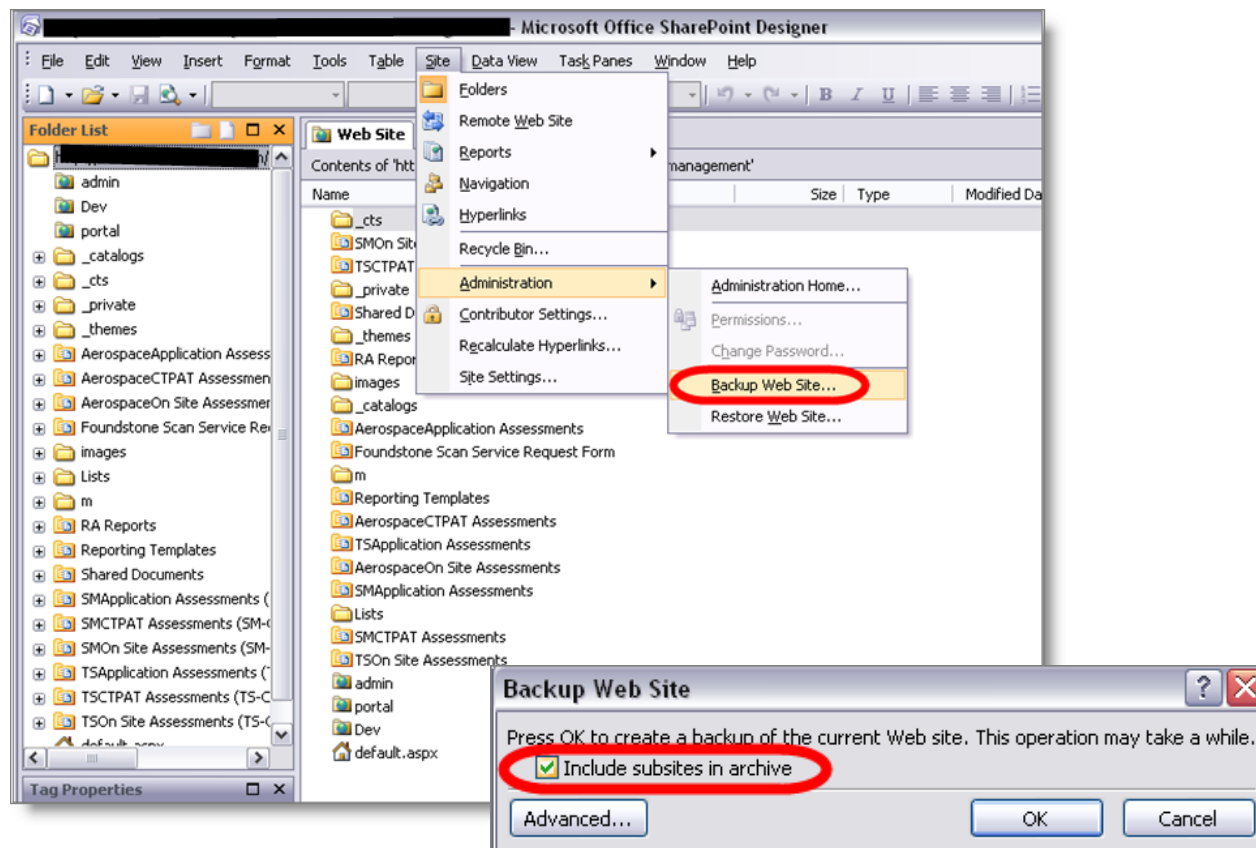 - Microsoft Office SharePoint Designer
File Edit View Insert Format Tools Table Site Data View Task Panes Window Help
B I U
Folder List
admin
Dev
portal
_catalogs
_cts
_private
_themes
AerospaceApplication Assess
AerospaceCTPAT Assessmen
AerospaceOn Site Assessmer
Foundstone Scan Service Re
images
Lists
m
RA Reports
Reporting Templates
Shared Documents
SMApplication Assessments (
SMCTPAT Assessments (SM-
SMOn Site Assessments (SM-
TSApplication Assessments (
TSCTPAT Assessments (TS-C
TSOn Site Assessments (TS-
default.aspx
Tag Properties
Web Site
Contents of 'htt
management'
Name Size Type Modified Da
_cts
SMOn Sit
TSCTPAT
_private
Shared D
_themes
RA Repor
images
_catalogs
AerospaceApplication Assessments
Foundstone Scan Service Request Form
m
Reporting Templates
AerospaceCTPAT Assessments
TSApplication Assessments
AerospaceOn Site Assessments
SMApplication Assessments
Lists
SMCTPAT Assessments
TSOn Site Assessments
admin
portal
Dev
default.aspx
Folders
Remote Web Site
Reports
Navigation
Hyperlinks
Recycle Bin...
Administration
Contributor Settings...
Recalculate Hyperlinks...
Site Settings...
Administration Home...
Permissions...
Change Password...
Backup Web Site...
Restore Web Site...
Backup Web Site
Press OK to create a backup of the current Web site. This operation may take a while.
Include subsites in archive
Advanced... OK Cancel